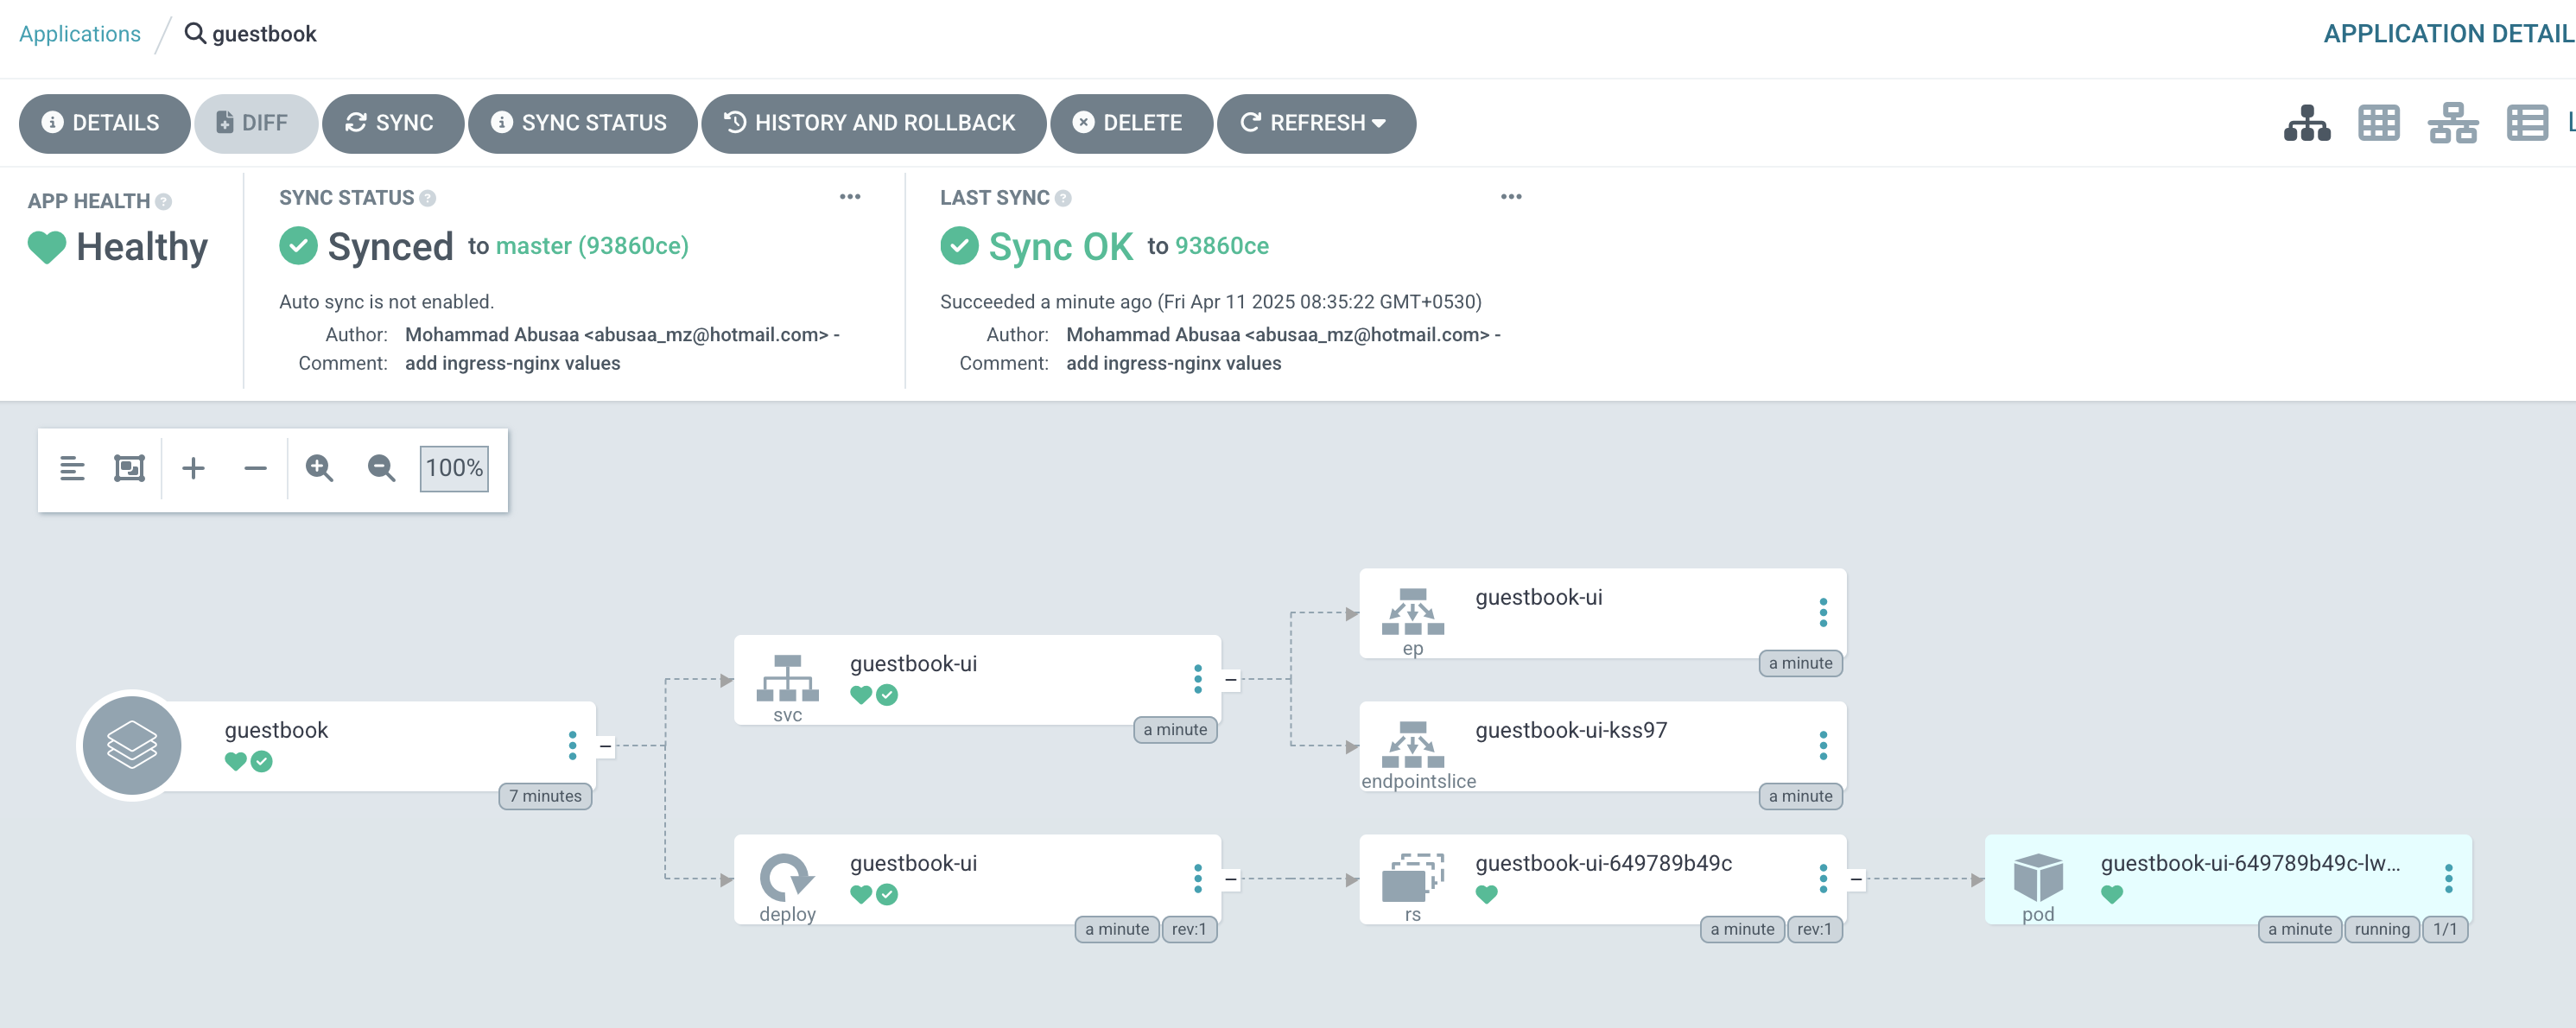 Applications / guestbook
APPLICATION DETAIL
DETAILS DIFF SYNC SYNC STATUS HISTORY AND ROLLBACK DELETE REFRESH
APP HEALTH
Healthy
SYNC STATUS
Synced to master (93860ce)
Auto sync is not enabled.
Author: Mohammad Abusaa <abusaa_mz@hotmail.com> -
Comment: add ingress-nginx values
LAST SYNC
Sync OK to 93860ce
Succeeded a minute ago (Fri Apr 11 2025 08:35:22 GMT+0530)
Author: Mohammad Abusaa <abusaa_mz@hotmail.com> -
Comment: add ingress-nginx values
100%
guestbook
7 minutes
guestbook-ui
svc
a minute
guestbook-ui
deploy
a minute rev:1
guestbook-ui
ep
a minute
guestbook-ui-kss97
endpointslice
a minute
guestbook-ui-649789b49c
rs
a minute rev:1
guestbook-ui-649789b49c-lw...
pod
a minute running 1/1